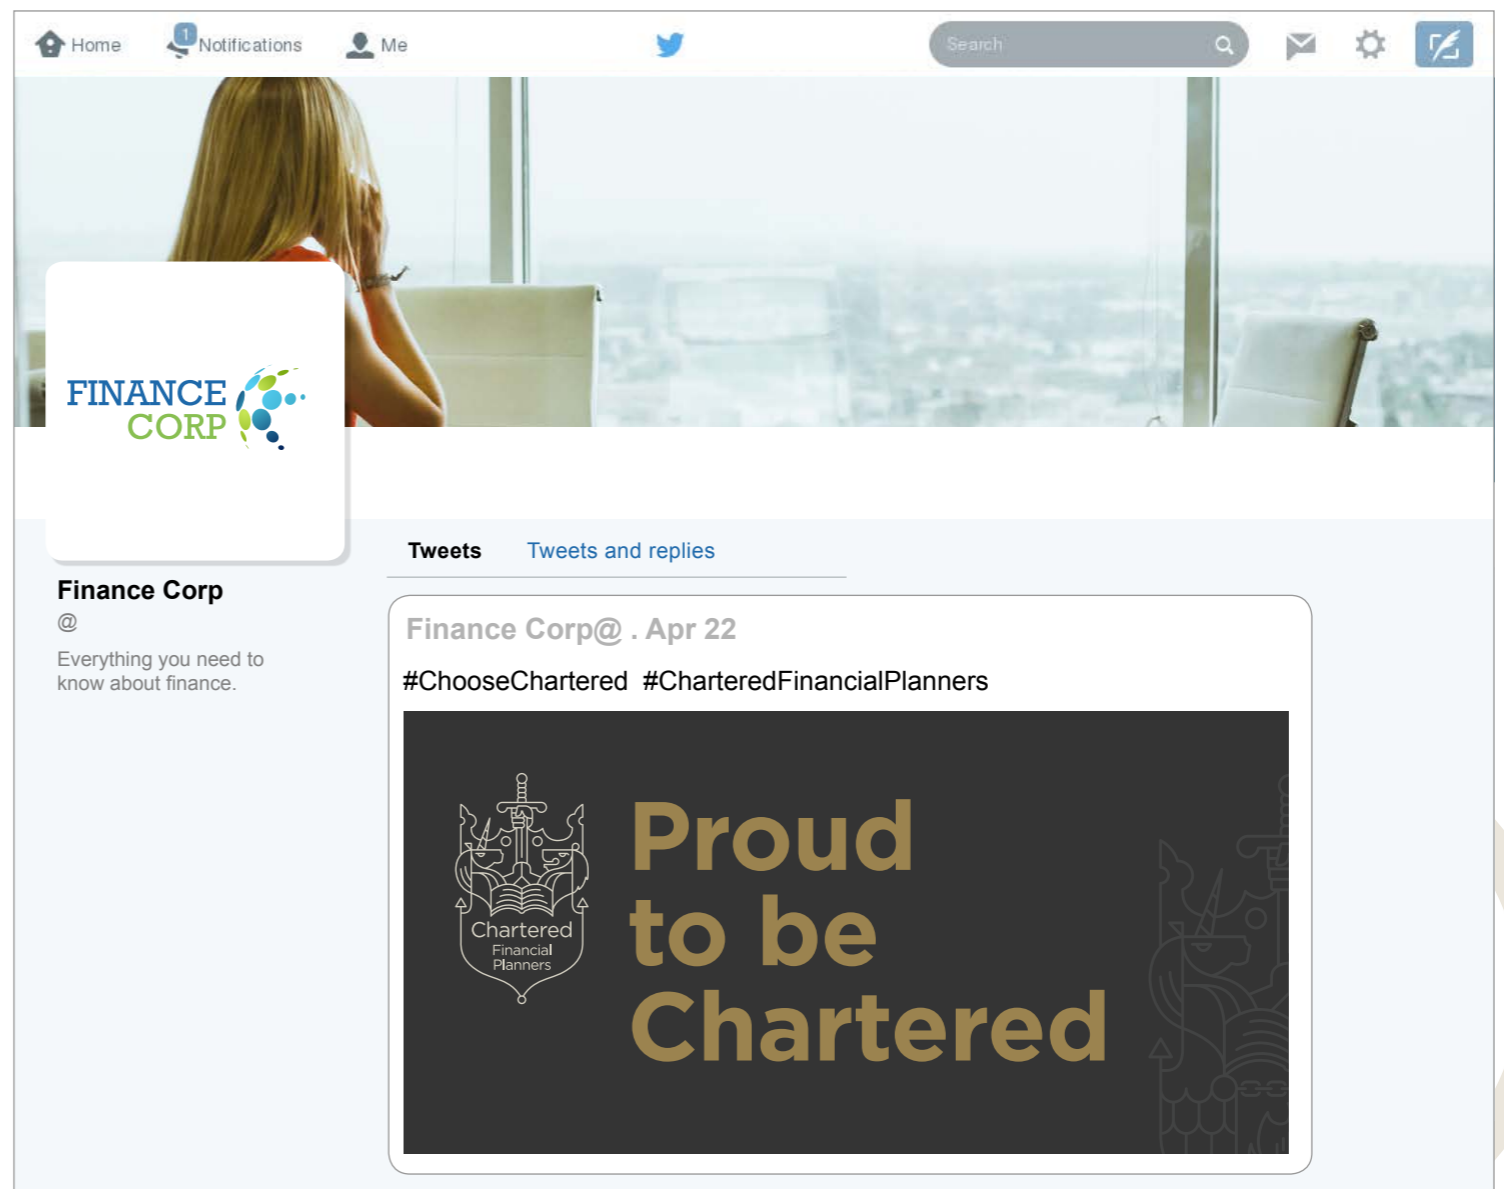 Home
1
Notifications
Me
Search
FINANCE
CORP
Finance Corp
@
Everything you need to
know about finance.
Tweets
Tweets and replies
Finance Corp@ . Apr 22
#ChooseChartered #CharteredFinancialPlanners
Chartered
Financial
Planners
Proud
to be
Chartered